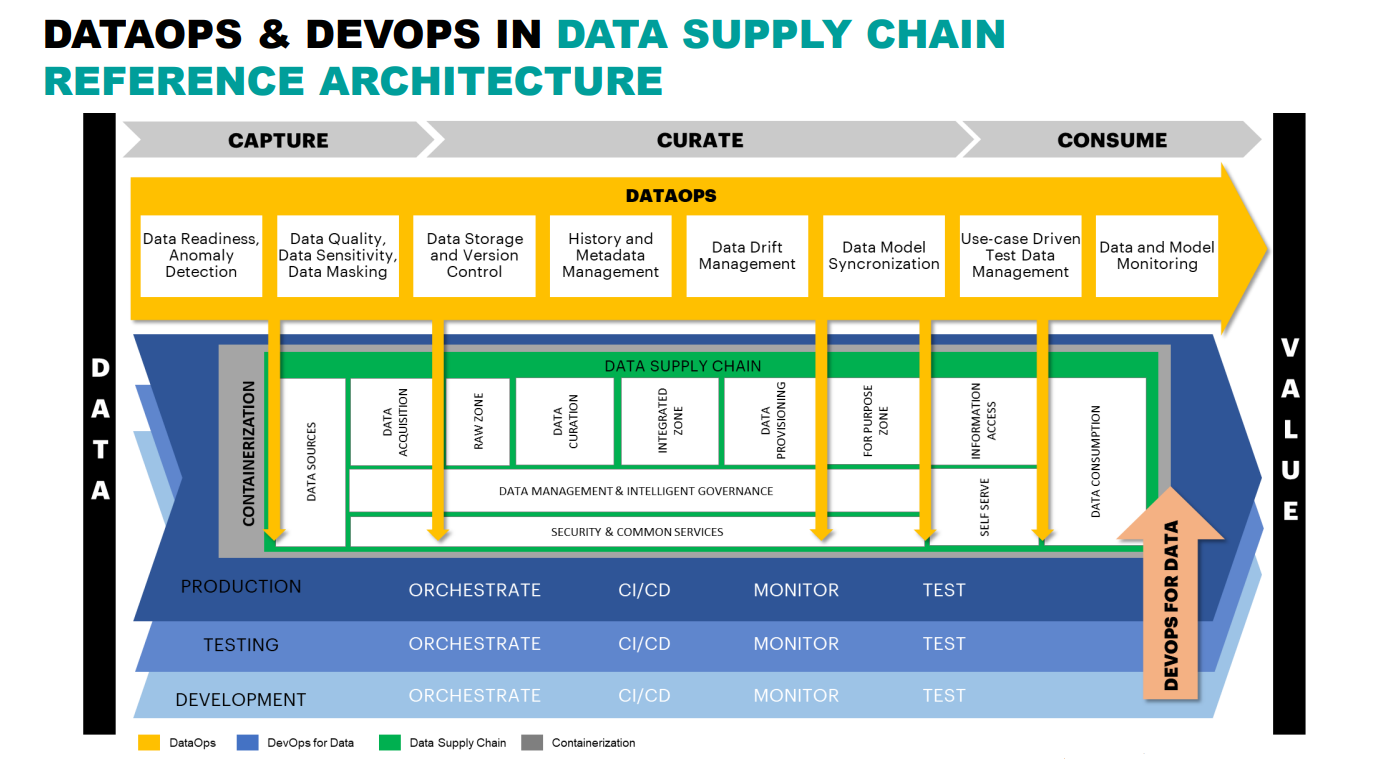 DATAOPS & DEVOPS IN DATA SUPPLY CHAIN
REFERENCE ARCHITECTURE
CAPTURE
CURATE
CONSUME
DATA
VALUE
DATAOPS
Data Readiness,
Anomaly
Detection
Data Quality,
Data Sensitivity,
Data Masking
Data Storage
and Version
Control
History and
Metadata
Management
Data Drift
Management
Data Model
Syncronization
Use-case Driven
Test Data
Management
Data and Model
Monitoring
CONTAINERIZATION
DATA SUPPLY CHAIN
DATA SOURCES
DATA
ACQUISITION
RAW ZONE
DATA
CURATION
INTEGRATED
ZONE
DATA
PROVISIONING
FOR PURPOSE
ZONE
INFORMATION
ACCESS
DATA CONSUMPTION
DATA MANAGEMENT & INTELLIGENT GOVERNANCE
SELF SERVE
SECURITY & COMMON SERVICES
DEVOPS FOR DATA
PRODUCTION
ORCHESTRATE
CI/CD
MONITOR
TEST
TESTING
ORCHESTRATE
CI/CD
MONITOR
TEST
DEVELOPMENT
ORCHESTRATE
CI/CD
MONITOR
TEST
DataOps
DevOps for Data
Data Supply Chain
Containerization